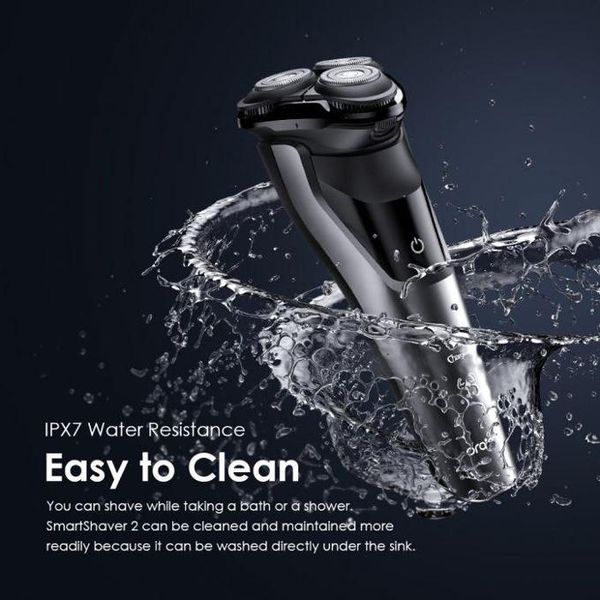 IPX7 Water Resistance
Easy to Clean
You can shave while taking a bath or a shower.
SmartShaver 2 can be cleaned and maintained more
readily because it can be washed directly under the sink.